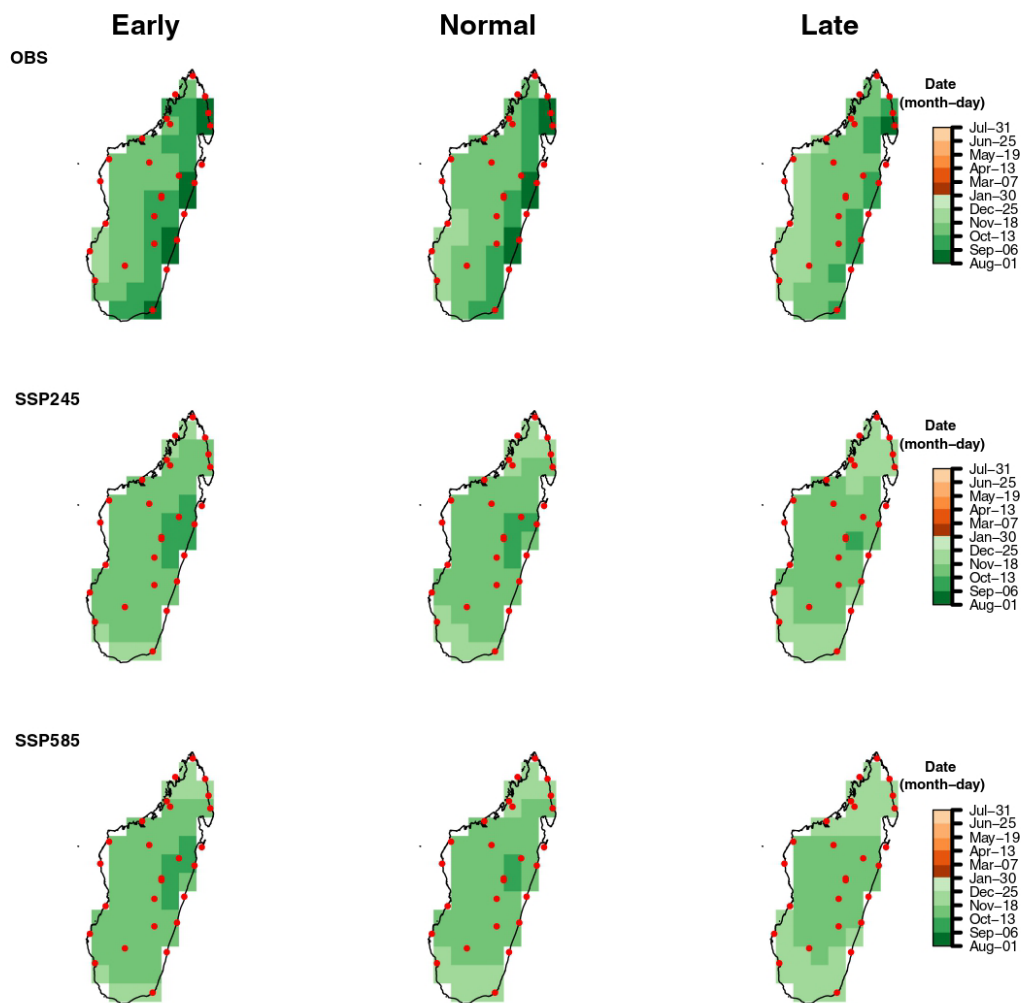 Early Normal Late
OBS
Date
(month–day)
Jul–31
Jun–25
May–19
Apr–13
Mar–07
Jan–30
Dec–25
Nov–18
Oct–13
Sep–06
Aug–01
SSP245
Date
(month–day)
Jul–31
Jun–25
May–19
Apr–13
Mar–07
Jan–30
Dec–25
Nov–18
Oct–13
Sep–06
Aug–01
SSP585
Date
(month–day)
Jul–31
Jun–25
May–19
Apr–13
Mar–07
Jan–30
Dec–25
Nov–18
Oct–13
Sep–06
Aug–01